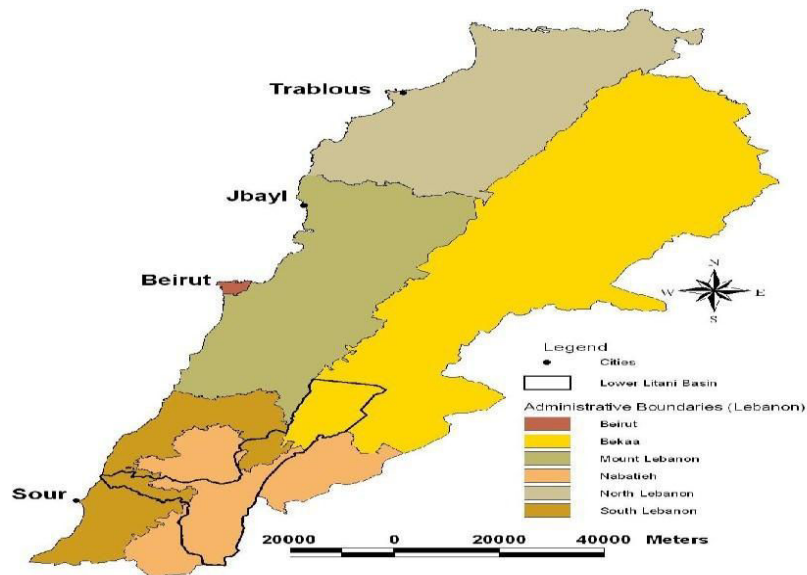 Trablous
Jbayl
Beirut
N
W E
S
Legend
Cities
Lower Litani Basin
Administrative Boundaries (Lebanon)
Beirut
Bekaa
Mount Lebanon
Nabatieh
North Lebanon
South Lebanon
Sour
20000 0 20000 40000 Meters